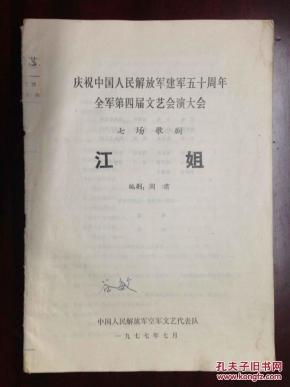 庆祝中国人民解放军建军五十周年
全军第四届文艺会演大会
七场歌剧
江 姐
编剧：阎肃
谷敏
中国人民解放军空军文艺代表队
一九七七年七月
孔夫子旧书网